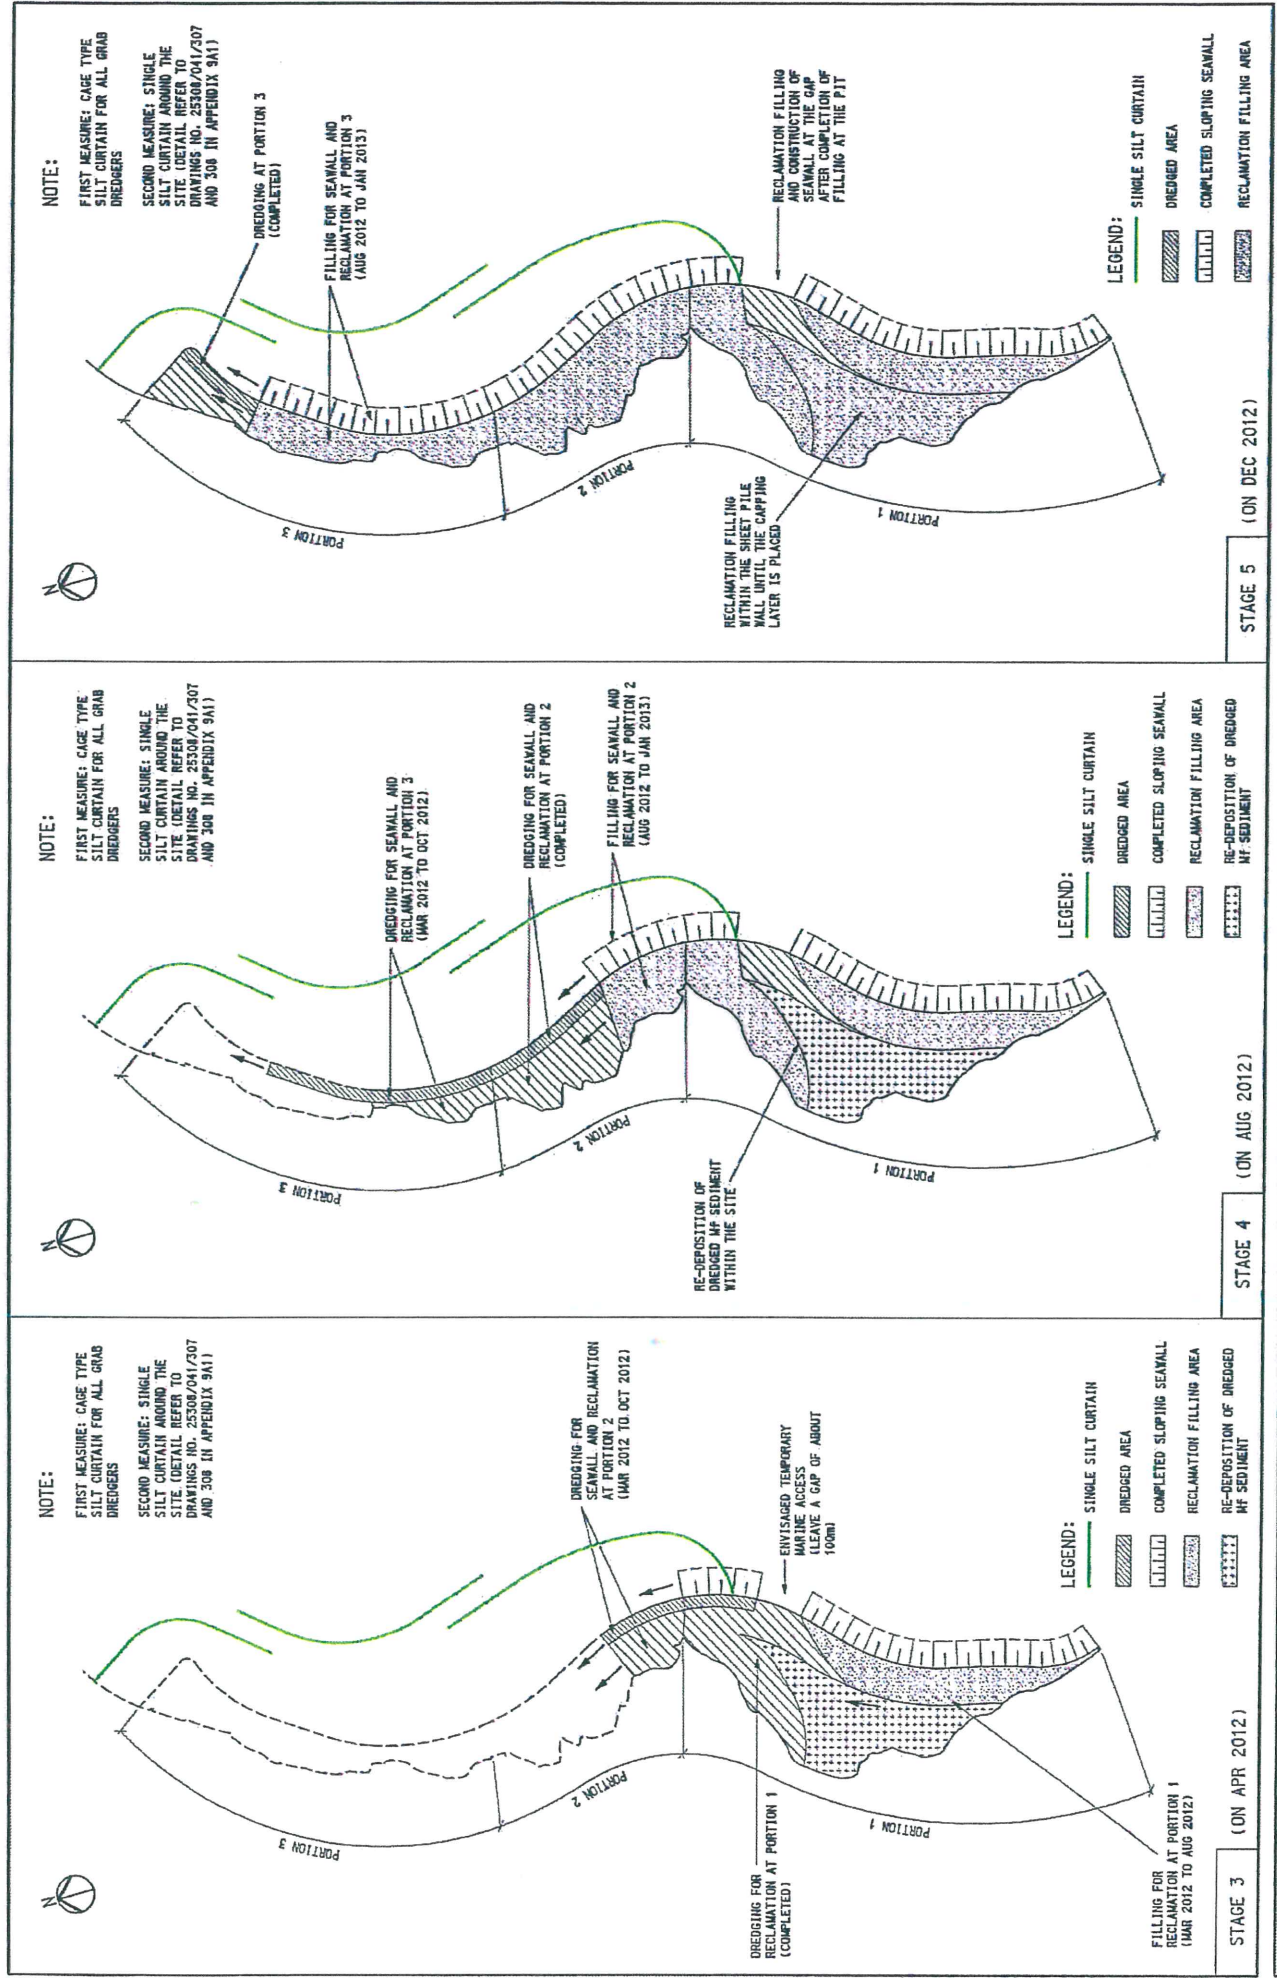 N
NOTE:
FIRST MEASURE: CAGE TYPE
SILT CURTAIN FOR ALL GRAB
DREDGERS
SECOND MEASURE: SINGLE
SILT CURTAIN AROUND THE
SITE (DETAIL REFER TO
DRAWINGS NO. 25308/041/307
AND 308 IN APPENDIX 9A1)
DREDGING FOR
SEAWALL AND RECLAMATION
AT PORTION 2
(MAR 2012 TO OCT 2012)
ENVISAGED TEMPORARY
MARINE ACCESS
(LEAVE A GAP OF ABOUT
100m)
PORTION 3
PORTION 2
PORTION 1
DREDGING FOR
RECLAMATION AT PORTION 1
(COMPLETED)
FILLING FOR
RECLAMATION AT PORTION 1
(MAR 2012 TO AUG 2012)
LEGEND:
SINGLE SILT CURTAIN
DREDGED AREA
COMPLETED SLOPING SEAWALL
RECLAMATION FILLING AREA
RE-DEPOSITION OF DREDGED
Mf SEDIMENT
STAGE 3
(ON APR 2012)
N
NOTE:
FIRST MEASURE: CAGE TYPE
SILT CURTAIN FOR ALL GRAB
DREDGERS
SECOND MEASURE: SINGLE
SILT CURTAIN AROUND THE
SITE (DETAIL REFER TO
DRAWINGS NO. 25308/041/307
AND 308 IN APPENDIX 9A1)
DREDGING FOR SEAWALL AND
RECLAMATION AT PORTION 3
(MAR 2012 TO OCT 2012)
DREDGING FOR SEAWALL AND
RECLAMATION AT PORTION 2
(COMPLETED)
FILLING FOR SEAWALL AND
RECLAMATION AT PORTION 2
(AUG 2012 TO JAN 2013)
PORTION 3
PORTION 2
PORTION 1
RE-DEPOSITION OF
DREDGED Mf SEDIMENT
WITHIN THE SITE
LEGEND:
SINGLE SILT CURTAIN
DREDGED AREA
COMPLETED SLOPING SEAWALL
RECLAMATION FILLING AREA
RE-DEPOSITION OF DREDGED
Mf SEDIMENT
STAGE 4
(ON AUG 2012)
N
NOTE:
FIRST MEASURE: CAGE TYPE
SILT CURTAIN FOR ALL GRAB
DREDGERS
SECOND MEASURE: SINGLE
SILT CURTAIN AROUND THE
SITE (DETAIL REFER TO
DRAWINGS NO. 25308/041/307
AND 308 IN APPENDIX 9A1)
DREDGING AT PORTION 3
(COMPLETED)
FILLING FOR SEAWALL AND
RECLAMATION AT PORTION 3
(AUG 2012 TO JAN 2013)
RECLAMATION FILLING
AND CONSTRUCTION OF
SEAWALL AT THE GAP
AFTER COMPLETION OF
FILLING AT THE PIT
PORTION 3
PORTION 2
PORTION 1
RECLAMATION FILLING
WITHIN THE SHEET PILE
WALL UNTIL THE CAPPING
LAYER IS PLACED
LEGEND:
SINGLE SILT CURTAIN
DREDGED AREA
COMPLETED SLOPING SEAWALL
RECLAMATION FILLING AREA
STAGE 5
(ON DEC 2012)